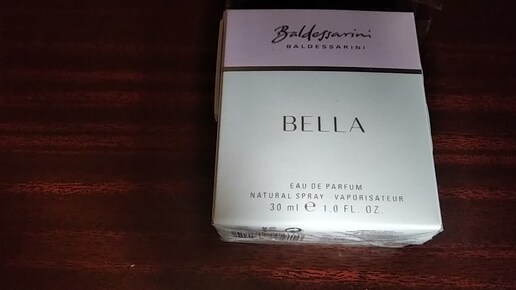 Baldessarini
BALDESSARINI
BELLA
EAU DE PARFUM
NATURAL SPRAY · VAPORISATEUR
30 ml ℮ 1.0 FL. OZ.